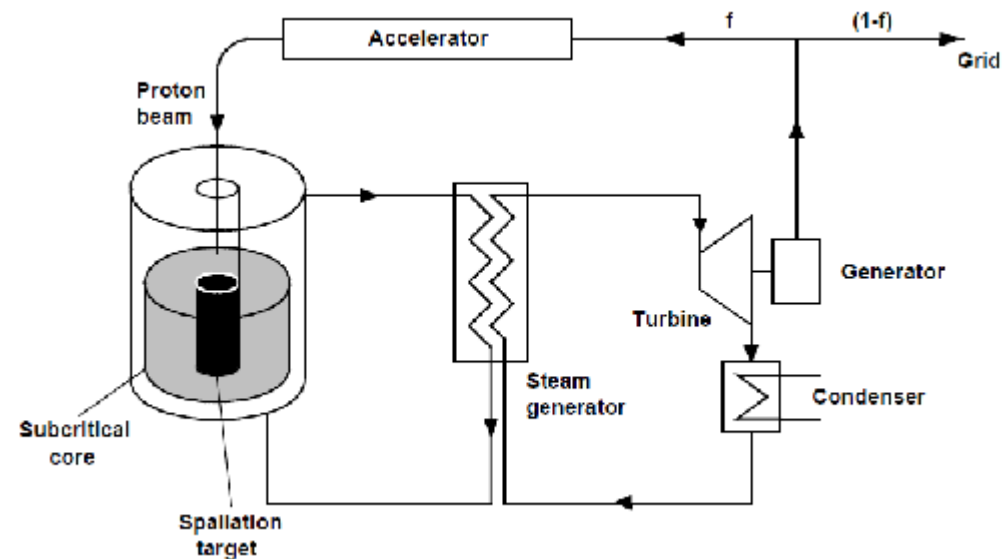 f
(1-f)
Accelerator
Grid
Proton
beam
Generator
Turbine
Steam
generator
Condenser
Subcritical
core
Spallation
target